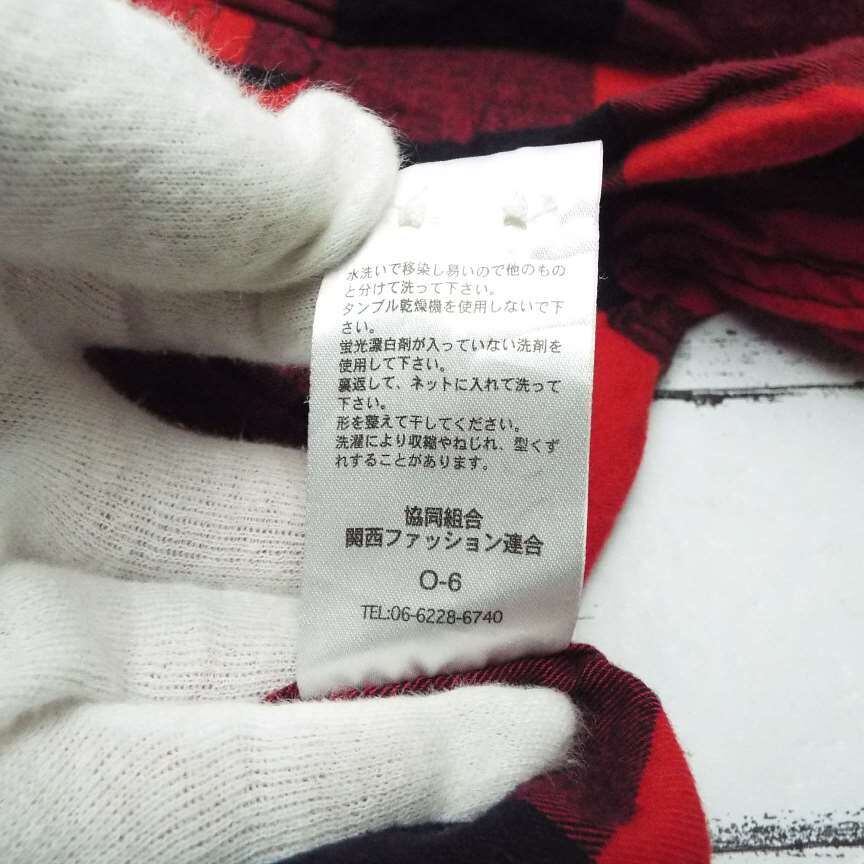 水洗いで移染し易いので他のもの
と分けて洗って下さい。
タンブル乾燥機を使用しないで下
さい。
蛍光漂白剤が入っていない洗剤を
使用して下さい。
裏返して、ネットに入れて洗って
下さい。
形を整えて干してください。
洗濯により収縮やねじれ、型くず
れすることがあります。
協同組合
関西ファッション連合
O-6
TEL:06-6228-6740